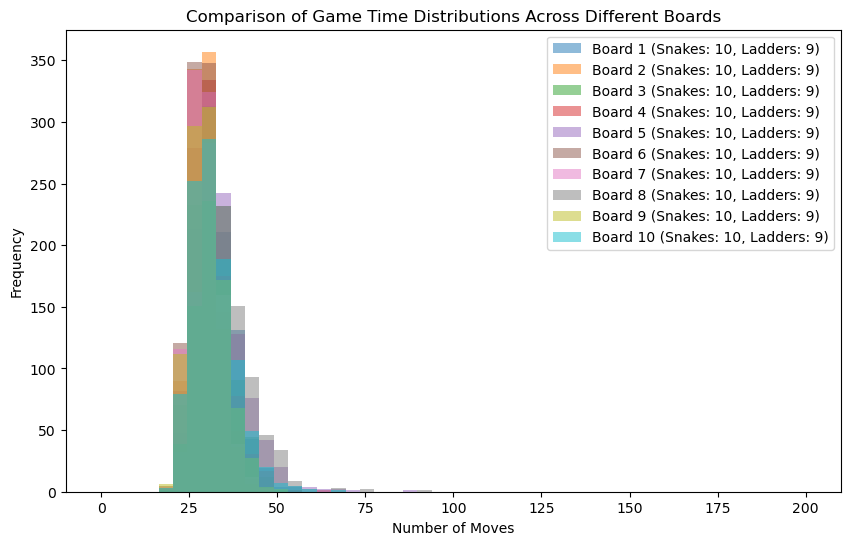 Comparison of Game Time Distributions Across Different Boards
350
300
250
200
150
100
50
0
Frequency
0 25 50 75 100 125 150 175 200
Number of Moves
Board 1 (Snakes: 10, Ladders: 9)
Board 2 (Snakes: 10, Ladders: 9)
Board 3 (Snakes: 10, Ladders: 9)
Board 4 (Snakes: 10, Ladders: 9)
Board 5 (Snakes: 10, Ladders: 9)
Board 6 (Snakes: 10, Ladders: 9)
Board 7 (Snakes: 10, Ladders: 9)
Board 8 (Snakes: 10, Ladders: 9)
Board 9 (Snakes: 10, Ladders: 9)
Board 10 (Snakes: 10, Ladders: 9)